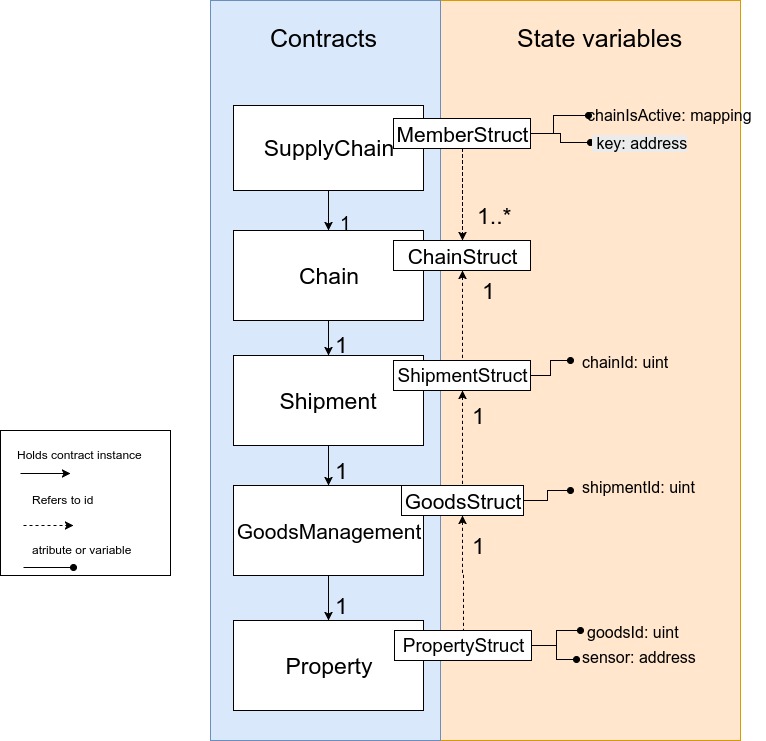 Contracts
State variables
SupplyChain
MemberStruct
chainIsActive: mapping
key: address
1
1..*
Chain
ChainStruct
1
1
Shipment
ShipmentStruct
chainId: uint
1
1
GoodsManagement
GoodsStruct
shipmentId: uint
1
1
Property
PropertyStruct
goodsId: uint
sensor: address
Holds contract instance
Refers to id
atribute or variable